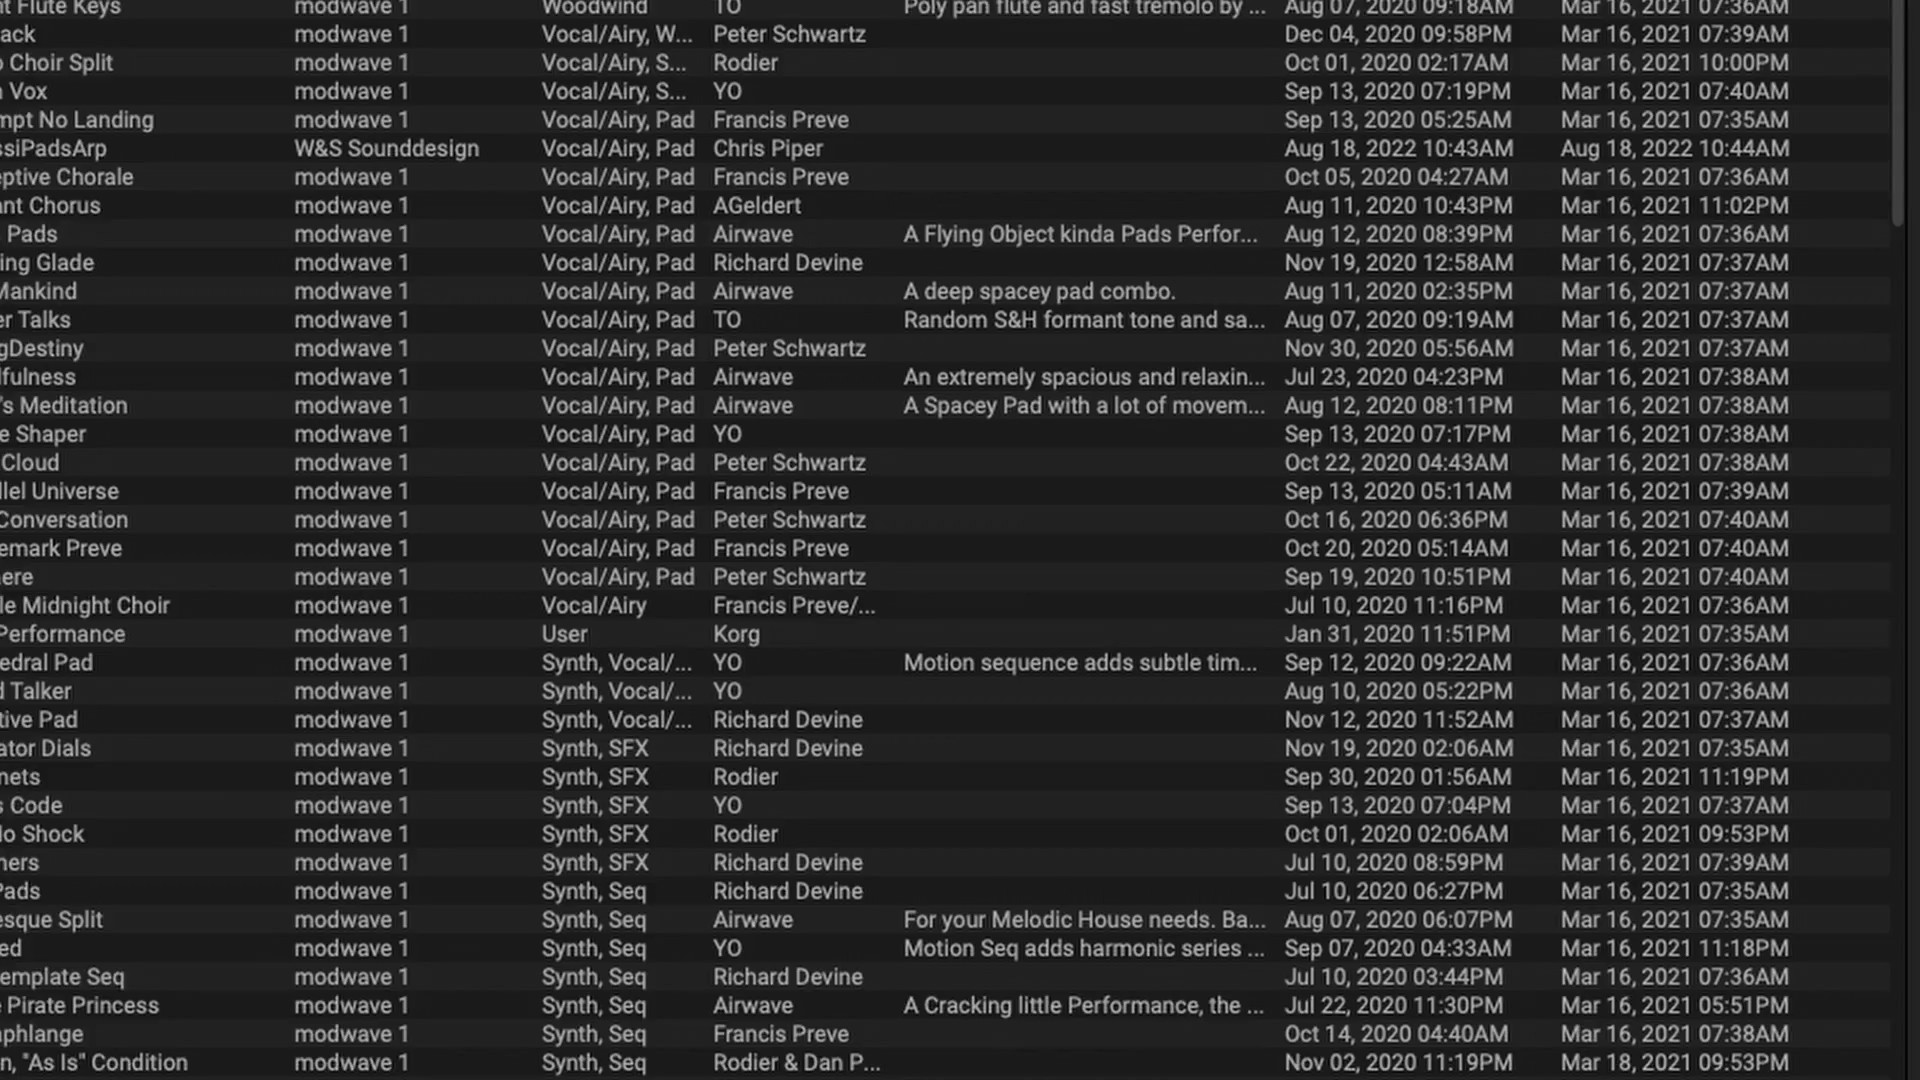 nt Flute Keys modwave 1 Woodwind TO Poly pan flute and fast tremolo by ... Aug 07, 2020 09:18AM Mar 16, 2021 07:36AM
ack modwave 1 Vocal/Airy, W... Peter Schwartz Dec 04, 2020 09:58PM Mar 16, 2021 07:39AM
o Choir Split modwave 1 Vocal/Airy, S... Rodier Oct 01, 2020 02:17AM Mar 16, 2021 10:00PM
n Vox modwave 1 Vocal/Airy, S... YO Sep 13, 2020 07:19PM Mar 16, 2021 07:40AM
mpt No Landing modwave 1 Vocal/Airy, Pad Francis Preve Sep 13, 2020 05:25AM Mar 16, 2021 07:35AM
ssiPadsArp W&S Sounddesign Vocal/Airy, Pad Chris Piper Aug 18, 2022 10:43AM Aug 18, 2022 10:44AM
eptive Chorale modwave 1 Vocal/Airy, Pad Francis Preve Oct 05, 2020 04:27AM Mar 16, 2021 07:36AM
ant Chorus modwave 1 Vocal/Airy, Pad AGeldert Aug 11, 2020 10:43PM Mar 16, 2021 11:02PM
Pads modwave 1 Vocal/Airy, Pad Airwave A Flying Object kinda Pads Perfor... Aug 12, 2020 08:39PM Mar 16, 2021 07:36AM
ing Glade modwave 1 Vocal/Airy, Pad Richard Devine Nov 19, 2020 12:58AM Mar 16, 2021 07:37AM
Mankind modwave 1 Vocal/Airy, Pad Airwave A deep spacey pad combo. Aug 11, 2020 02:35PM Mar 16, 2021 07:37AM
er Talks modwave 1 Vocal/Airy, Pad TO Random S&H formant tone and sa... Aug 07, 2020 09:19AM Mar 16, 2021 07:37AM
gDestiny modwave 1 Vocal/Airy, Pad Peter Schwartz Nov 30, 2020 05:56AM Mar 16, 2021 07:37AM
lfulness modwave 1 Vocal/Airy, Pad Airwave An extremely spacious and relaxin... Jul 23, 2020 04:23PM Mar 16, 2021 07:38AM
's Meditation modwave 1 Vocal/Airy, Pad Airwave A Spacey Pad with a lot of movem... Aug 12, 2020 08:11PM Mar 16, 2021 07:38AM
e Shaper modwave 1 Vocal/Airy, Pad YO Sep 13, 2020 07:17PM Mar 16, 2021 07:38AM
Cloud modwave 1 Vocal/Airy, Pad Peter Schwartz Oct 22, 2020 04:43AM Mar 16, 2021 07:38AM
llel Universe modwave 1 Vocal/Airy, Pad Francis Preve Sep 13, 2020 05:11AM Mar 16, 2021 07:39AM
Conversation modwave 1 Vocal/Airy, Pad Peter Schwartz Oct 16, 2020 06:36PM Mar 16, 2021 07:40AM
emark Preve modwave 1 Vocal/Airy, Pad Francis Preve Oct 20, 2020 05:14AM Mar 16, 2021 07:40AM
here modwave 1 Vocal/Airy, Pad Peter Schwartz Sep 19, 2020 10:51PM Mar 16, 2021 07:40AM
le Midnight Choir modwave 1 Vocal/Airy Francis Preve/... Jul 10, 2020 11:16PM Mar 16, 2021 07:36AM
Performance modwave 1 User Korg Jan 31, 2020 11:51PM Mar 16, 2021 07:35AM
edral Pad modwave 1 Synth, Vocal/... YO Motion sequence adds subtle tim... Sep 12, 2020 09:22AM Mar 16, 2021 07:36AM
d Talker modwave 1 Synth, Vocal/... YO Aug 10, 2020 05:22PM Mar 16, 2021 07:36AM
tive Pad modwave 1 Synth, Vocal/... Richard Devine Nov 12, 2020 11:52AM Mar 16, 2021 07:37AM
ator Dials modwave 1 Synth, SFX Richard Devine Nov 19, 2020 02:06AM Mar 16, 2021 07:35AM
nets modwave 1 Synth, SFX Rodier Sep 30, 2020 01:56AM Mar 16, 2021 11:19PM
s Code modwave 1 Synth, SFX YO Sep 13, 2020 07:04PM Mar 16, 2021 07:37AM
lo Shock modwave 1 Synth, SFX Rodier Oct 01, 2020 02:06AM Mar 16, 2021 09:53PM
hers modwave 1 Synth, SFX Richard Devine Jul 10, 2020 08:59PM Mar 16, 2021 07:39AM
Pads modwave 1 Synth, Seq Richard Devine Jul 10, 2020 06:27PM Mar 16, 2021 07:35AM
esque Split modwave 1 Synth, Seq Airwave For your Melodic House needs. Ba... Aug 07, 2020 06:07PM Mar 16, 2021 07:35AM
ed modwave 1 Synth, Seq YO Motion Seq adds harmonic series ... Sep 07, 2020 04:33AM Mar 16, 2021 11:18PM
emplate Seq modwave 1 Synth, Seq Richard Devine Jul 10, 2020 03:44PM Mar 16, 2021 07:36AM
e Pirate Princess modwave 1 Synth, Seq Airwave A Cracking little Performance, the ... Jul 22, 2020 11:30PM Mar 16, 2021 05:51PM
aphlange modwave 1 Synth, Seq Francis Preve Oct 14, 2020 04:40AM Mar 16, 2021 07:38AM
n, "As Is" Condition modwave 1 Synth, Seq Rodier & Dan P... Nov 02, 2020 11:19PM Mar 18, 2021 09:53PM